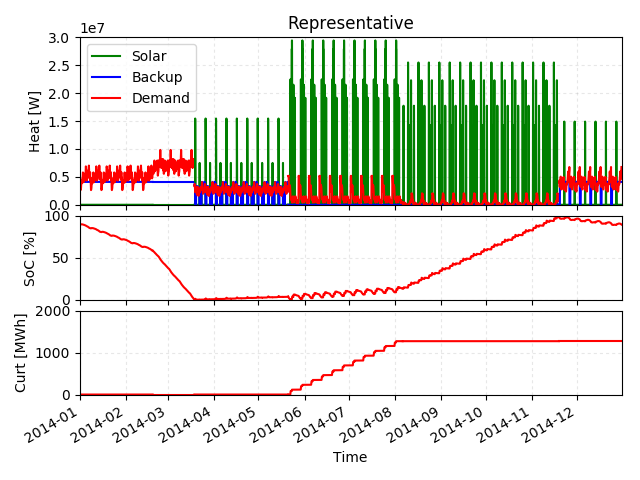 Representative
1e7
Heat [W]
3.0
2.5
2.0
1.5
1.0
0.5
0.0
Solar
Backup
Demand
SoC [%]
100
50
0
Curt [MWh]
2000
1000
0
2014-01
2014-02
2014-03
2014-04
2014-05
2014-06
2014-07
2014-08
2014-09
2014-10
2014-11
2014-12
Time